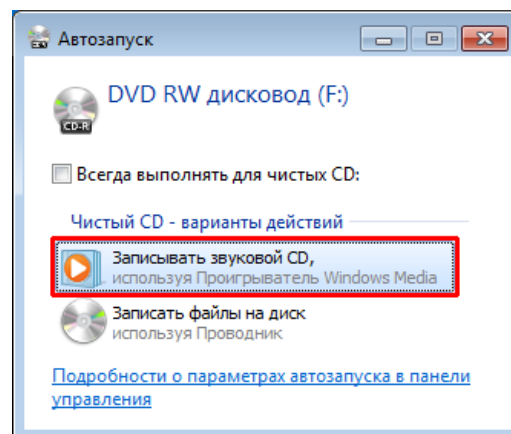 Автозапуск
DVD RW дисковод (F:)
CD-R
Всегда выполнять для чистых CD:
Чистый CD - варианты действий
Записывать звуковой CD,
используя Проигрыватель Windows Media
Записать файлы на диск
используя Проводник
Подробности о параметрах автозапуска в панели
управления